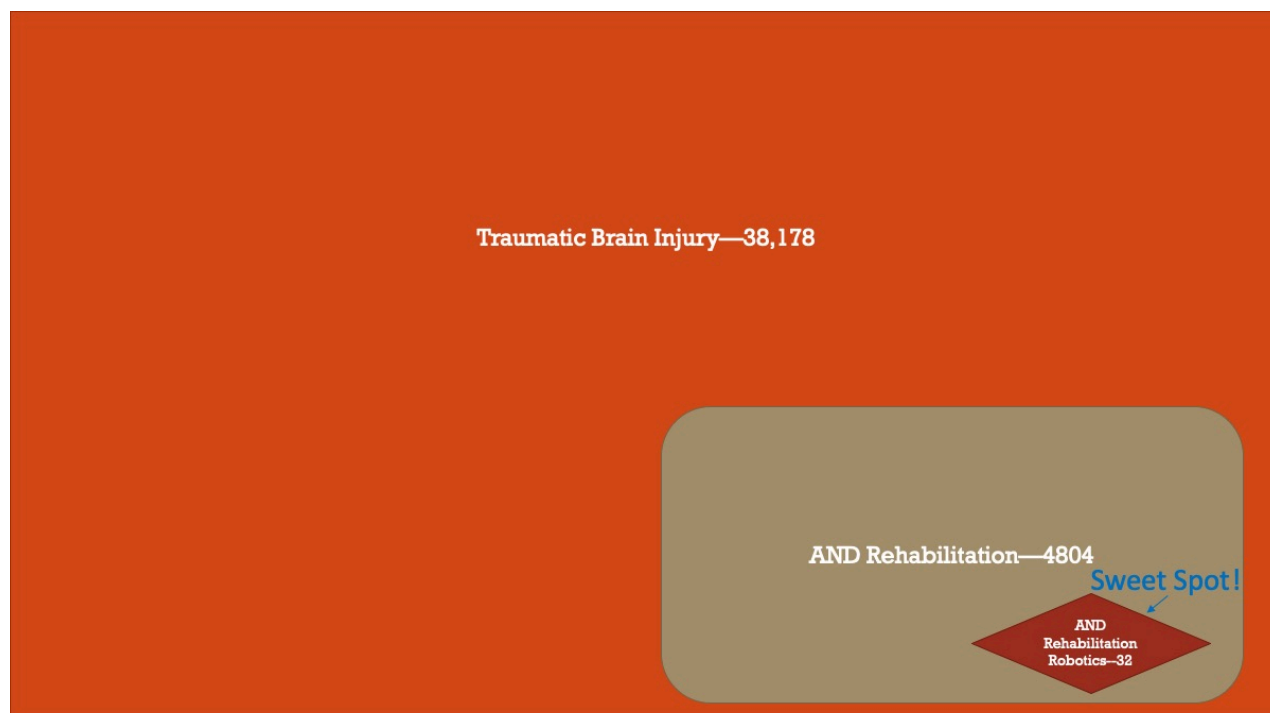 Traumatic Brain Injury—38,178
AND Rehabilitation—4804
Sweet Spot!
AND
Rehabilitation
Robotics--32